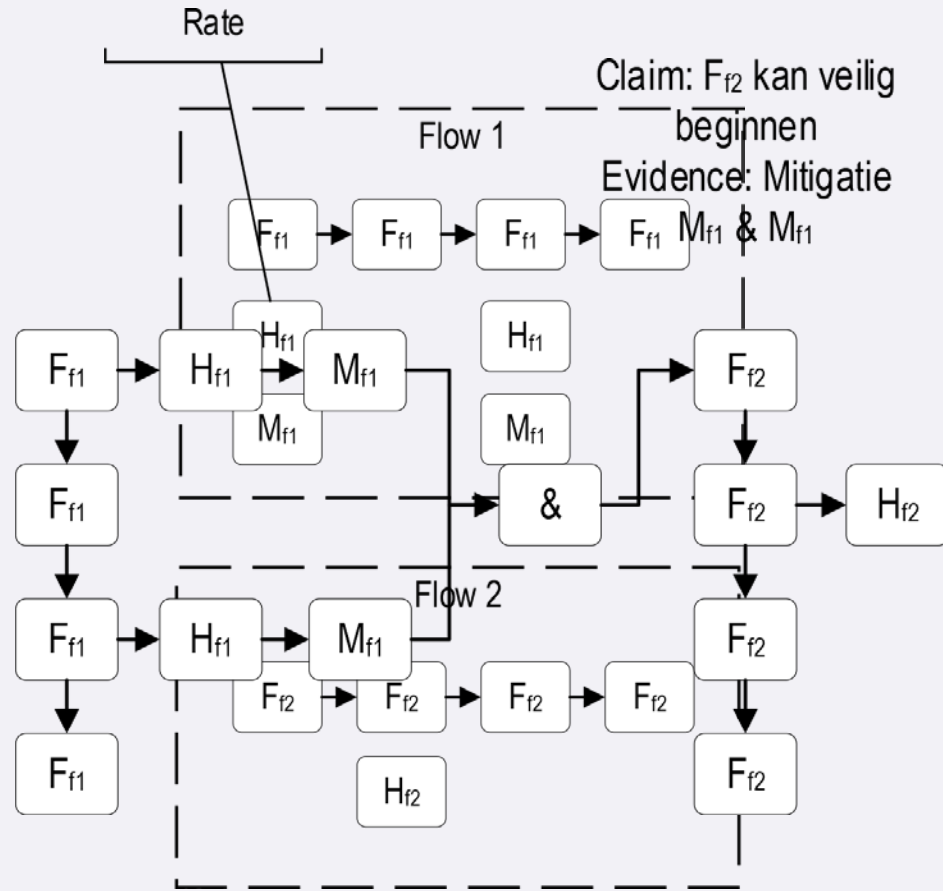 Rate
Claim: Ff2 kan veilig
beginnen
Flow 1
Evidence: Mitigatie
Mf1 & Mf1
Ff1 Ff1 Ff1 Ff1
Hf1 Hf1
Ff1 Hf1 Mf1 Ff2
Mf1 Mf1
Ff1 & Ff2 Hf2
Flow 2
Ff1 Hf1 Mf1 Ff2
Ff2 Ff2 Ff2 Ff2
Ff1 Ff2
Hf2